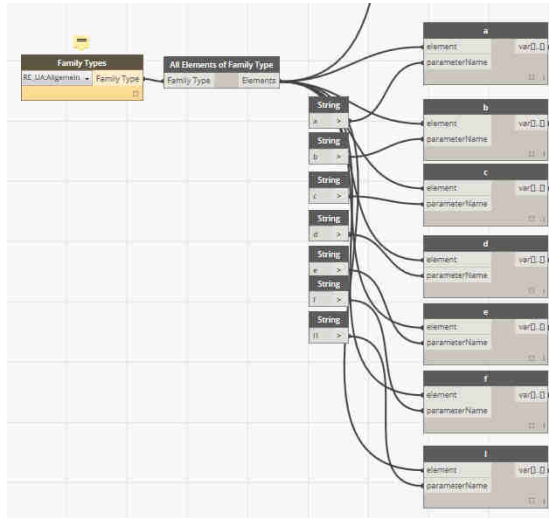 Family Types
RE_UA:Allgemein Family Type
All Elements of Family Type
Family Type Elements
String
a >
String
b >
String
c >
String
d >
String
e >
String
f >
String
l1 >
a
element var[]..[]
parameterName
b
element var[]..[]
parameterName
c
element var[]..[]
parameterName
d
element var[]..[]
parameterName
e
element var[]..[]
parameterName
f
element var[]..[]
parameterName
l
element var[]..[]
parameterName